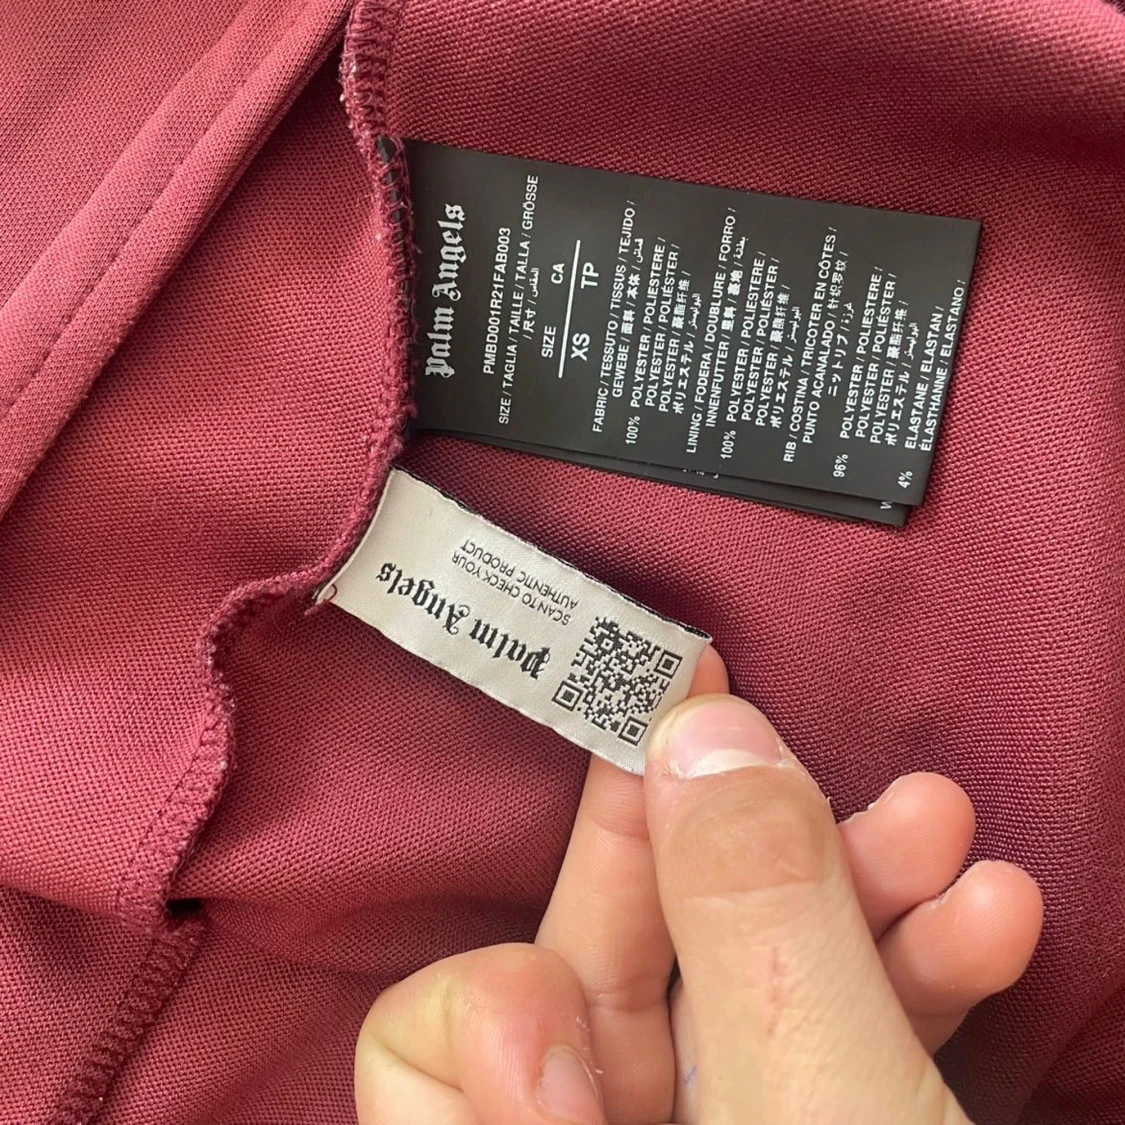 Palm Angels
PMBD001R21FAB003
SIZE / TAGLIA / TAILLE / TALLA / GRÖSSE
/ 尺寸 / المقاس
SIZE CA
XS TP
FABRIC / TESSUTO / TISSUS / TEJIDO /
GEWEBE / 面料 / 本体 / قماش
100% POLYESTER / POLIESTERE /
POLYESTER / POLIÉSTER /
POLYESTER / 聚酯纤维 /
ポリエステル / البوليستر
LINING / FODERA / DOUBLURE / FORRO /
INNENFUTTER / 里料 / 裏地 / بطانة
100% POLYESTER / POLIESTERE /
POLYESTER / POLIÉSTER /
POLYESTER / 聚酯纤维 /
ポリエステル / البوليستر
RIB / COSTINA / TRICOTER EN CÔTES /
PUNTO ACANALADO / 针织罗纹 /
ニットリブ /
96% POLYESTER / POLIESTERE /
POLYESTER / POLIÉSTER /
POLYESTER / 聚酯纤维 /
ポリエステル / البوليستر
4% ELASTANE / ELASTAN /
ÉLASTHANNE / ELASTANO /
Palm Angels
SCAN TO CHECK YOUR
AUTHENTIC PRODUCT